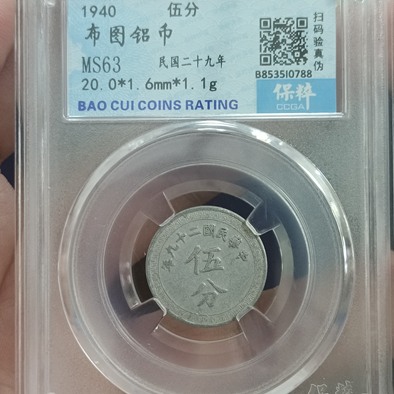 1940 伍分
布图铝币
MS63 民国二十九年
20.0*1.6mm*1.1g
BAO CUI COINS RATING
扫码验真伪
B8535I0788
保粹
CCGA
年九十二國民華中
伍分